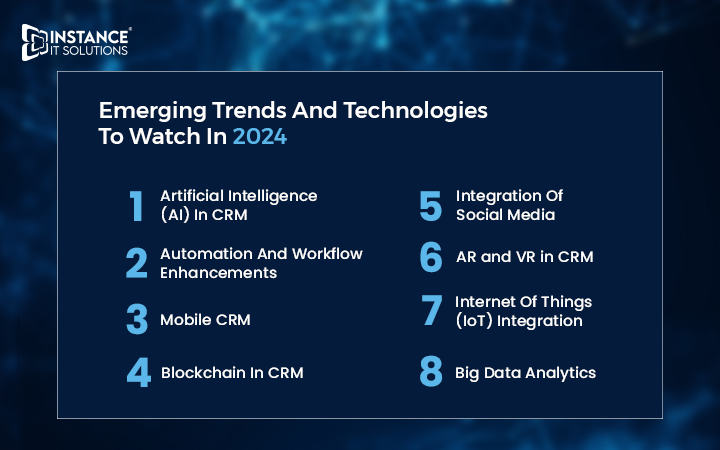 INSTANCE®
IT SOLUTIONS
Emerging Trends And Technologies
To Watch In 2024
1 Artificial Intelligence
(AI) In CRM
2 Automation And Workflow
Enhancements
3 Mobile CRM
4 Blockchain In CRM
5 Integration Of
Social Media
6 AR and VR in CRM
7 Internet Of Things
(IoT) Integration
8 Big Data Analytics